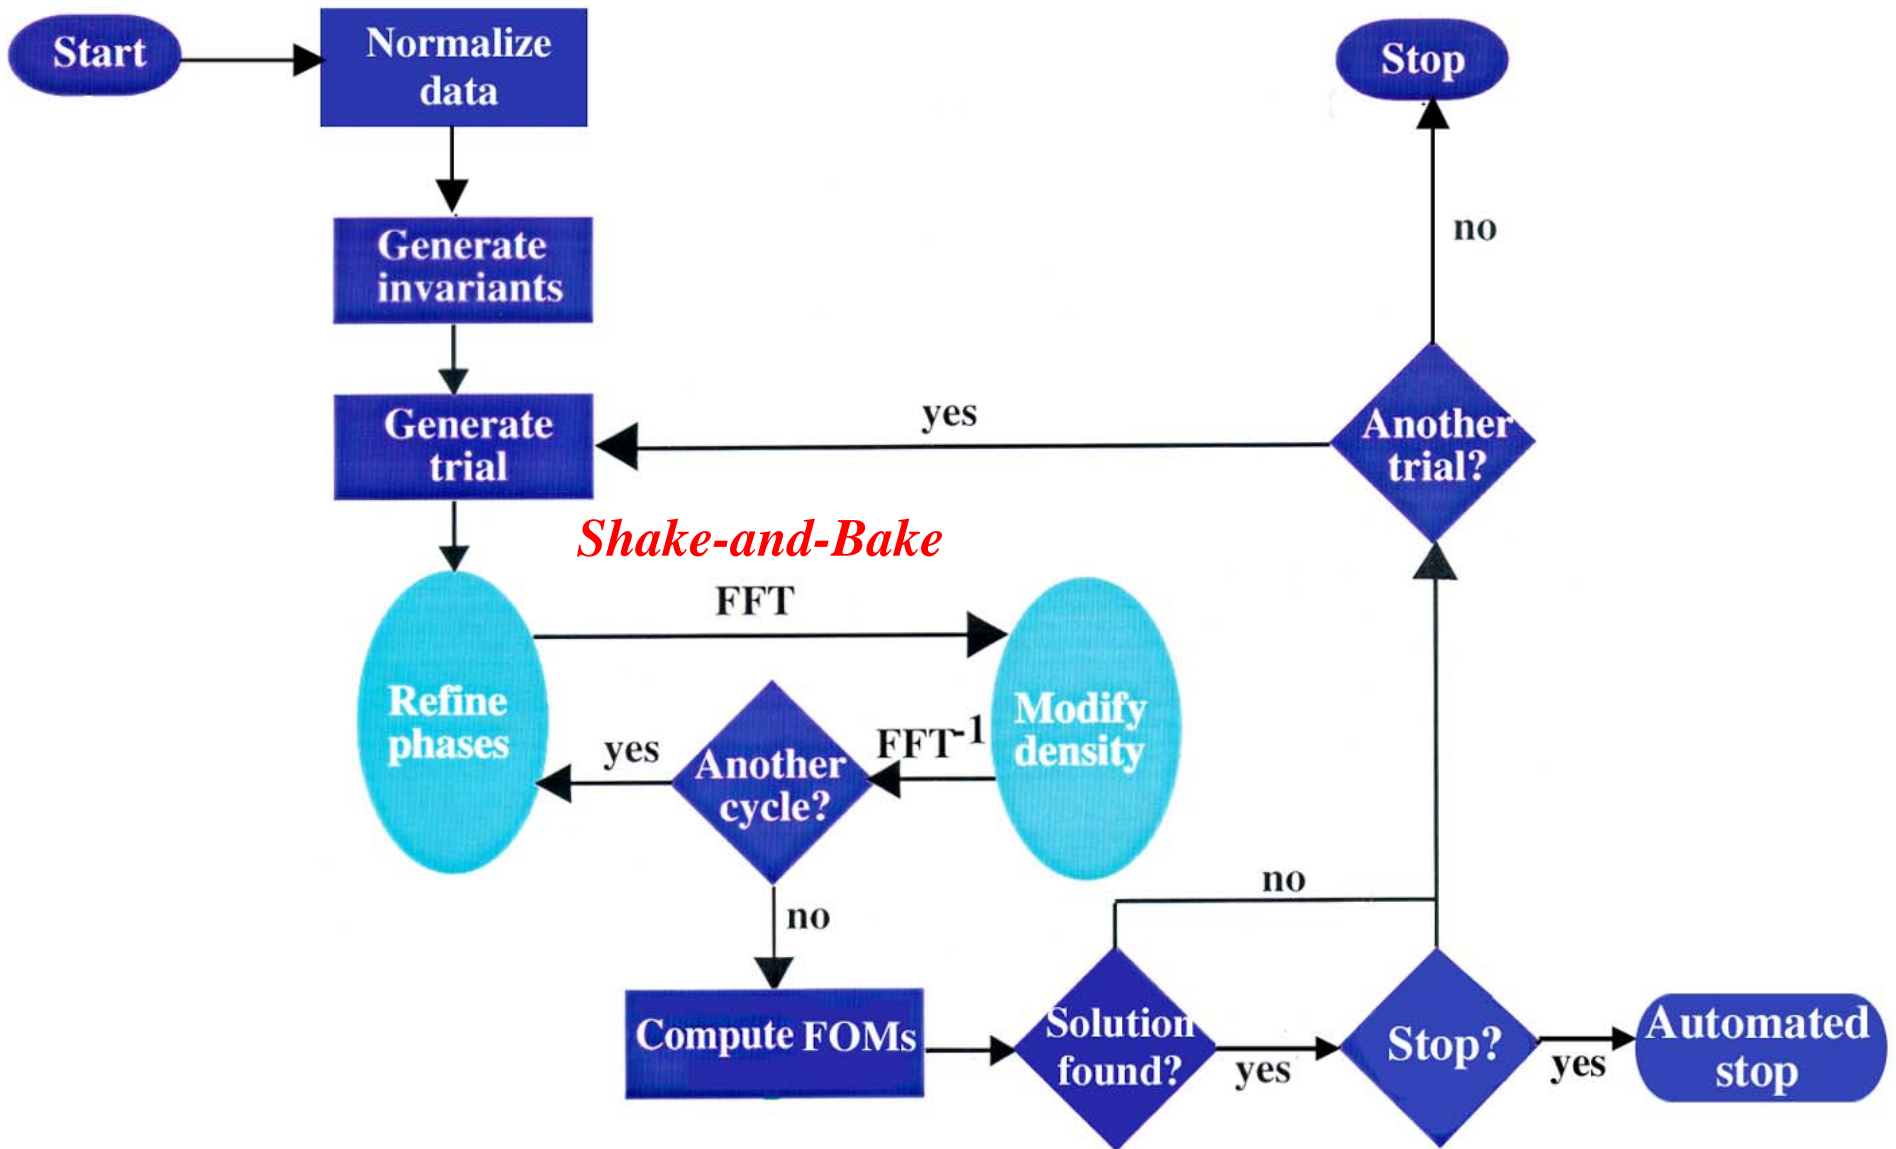 Start
Normalize
data
Stop
no
Generate
invariants
Generate
trial
yes
Another
trial?
Shake-and-Bake
FFT
Refine
phases
yes
Another
cycle?
FFT-1
Modify
density
no
no
Compute FOMs
Solution
found?
yes
Stop?
yes
Automated
stop